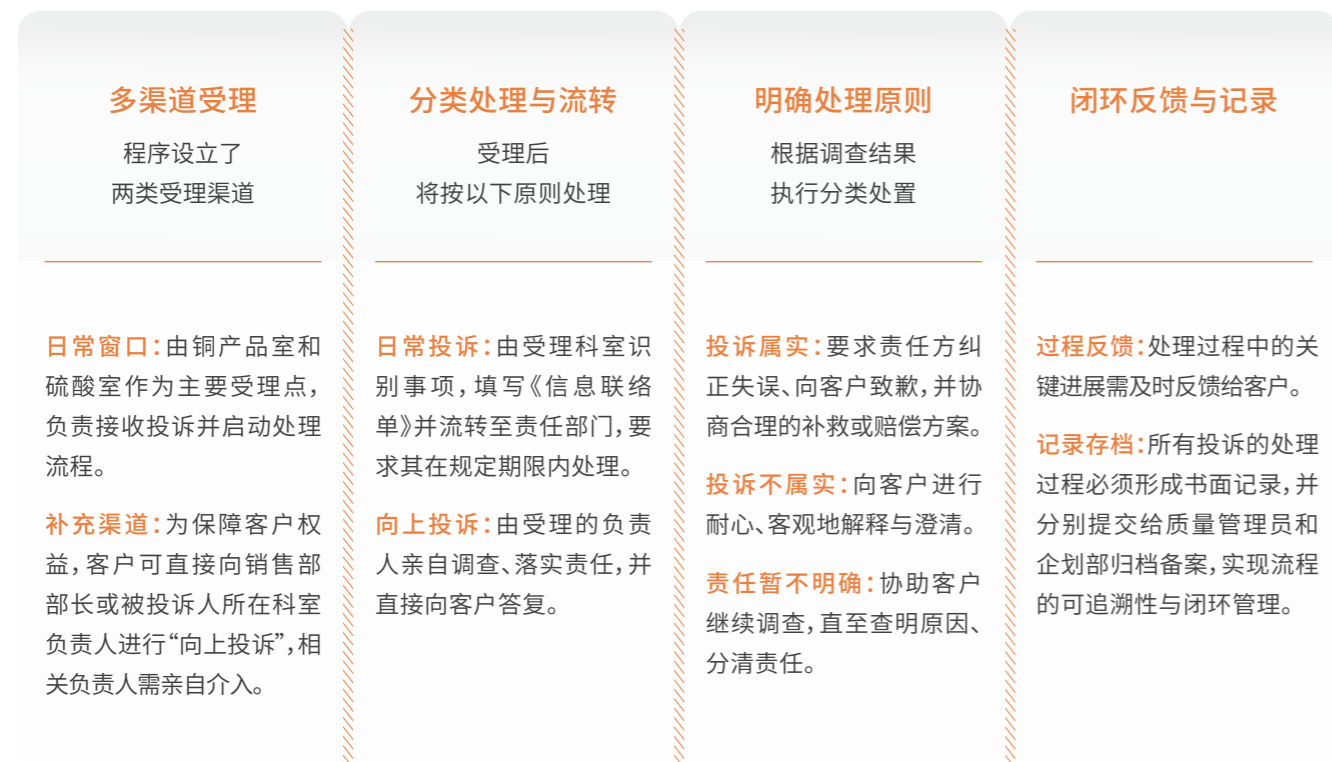 多渠道受理
程序设立了
两类受理渠道
日常窗口：由铜产品室和
硫酸室作为主要受理点，
负责接收投诉并启动处理
流程。
补充渠道：为保障客户权
益，客户可直接向销售部
部长或被投诉人所在科室
负责人进行“向上投诉”，相
关负责人需亲自介入。
分类处理与流转
受理后
将按以下原则处理
日常投诉：由受理科室识
别事项，填写《信息联络
单》并流转至责任部门，要
求其在规定期限内处理。
向上投诉：由受理的负责
人亲自调查、落实责任，并
直接向客户答复。
明确处理原则
根据调查结果
执行分类处置
投诉属实：要求责任方纠
正失误、向客户致歉，并协
商合理的补救或赔偿方案。
投诉不属实：向客户进行
耐心、客观地解释与澄清。
责任暂不明确：协助客户
继续调查，直至查明原因、
分清责任。
闭环反馈与记录
过程反馈：处理过程中的关
键进展需及时反馈给客户。
记录存档：所有投诉的处理
过程必须形成书面记录，并
分别提交给质量管理员和
企划部归档备案，实现流程
的可追溯性与闭环管理。